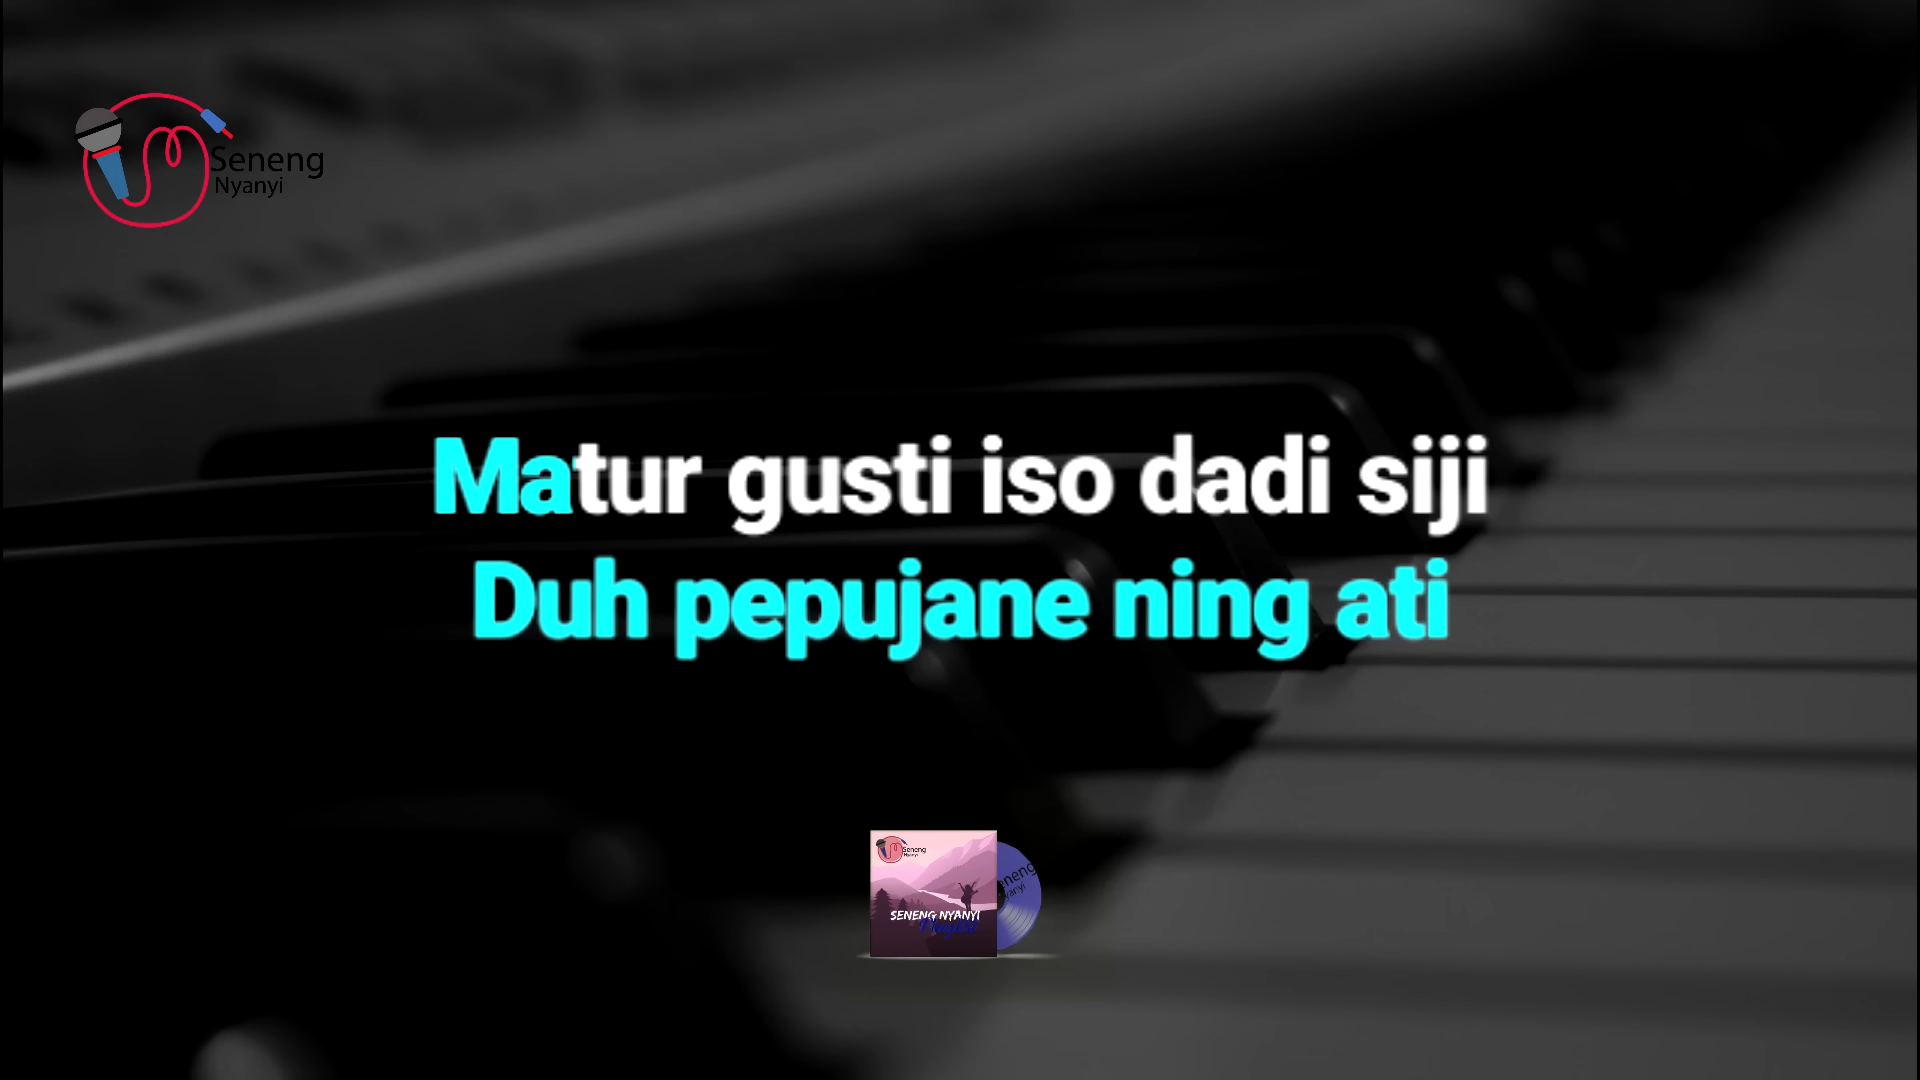 Seneng
Nyanyi
Matur gusti iso dadi siji
Duh pepujane ning ati
Seneng
Nyanyi
SENENG NYANYI